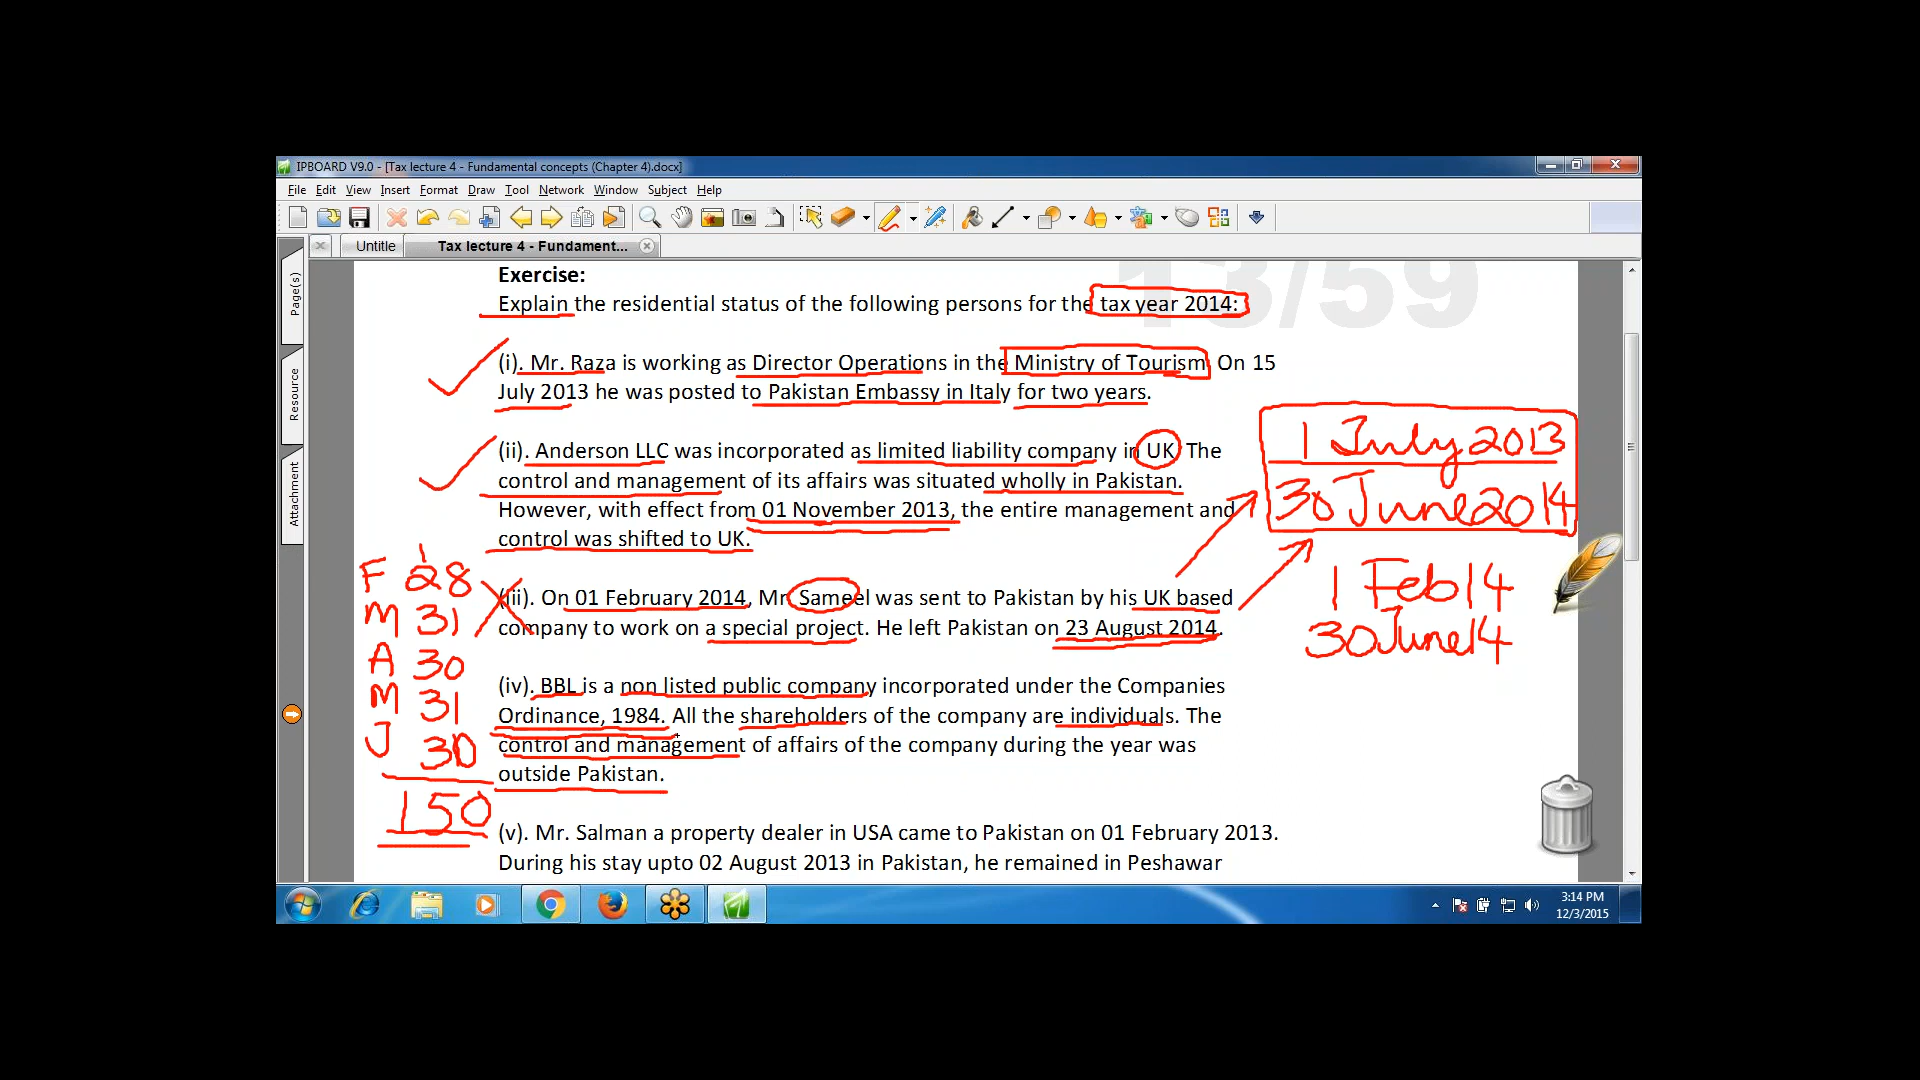 IPBOARD V9.0 - [Tax lecture 4 - Fundamental concepts (Chapter 4).docx]
File Edit View Insert Format Draw Tool Network Window Subject Help
Untitle Tax lecture 4 - Fundament...
Page(s)
Resource
Attachment
13/59
Exercise:
Explain the residential status of the following persons for the tax year 2014:
(i). Mr. Raza is working as Director Operations in the Ministry of Tourism. On 15
July 2013 he was posted to Pakistan Embassy in Italy for two years.
(ii). Anderson LLC was incorporated as limited liability company in UK. The
control and management of its affairs was situated wholly in Pakistan.
However, with effect from 01 November 2013, the entire management and
control was shifted to UK.
(iii). On 01 February 2014, Mr. Sameel was sent to Pakistan by his UK based
company to work on a special project. He left Pakistan on 23 August 2014.
(iv). BBL is a non listed public company incorporated under the Companies
Ordinance, 1984. All the shareholders of the company are individuals. The
control and management of affairs of the company during the year was
outside Pakistan.
(v). Mr. Salman a property dealer in USA came to Pakistan on 01 February 2013.
During his stay upto 02 August 2013 in Pakistan, he remained in Peshawar
1 July 2013
30 June 2014
1 Feb 14
30 June 14
1
F 28
M 31
A 30
M 31
J 30
150
3:14 PM
12/3/2015